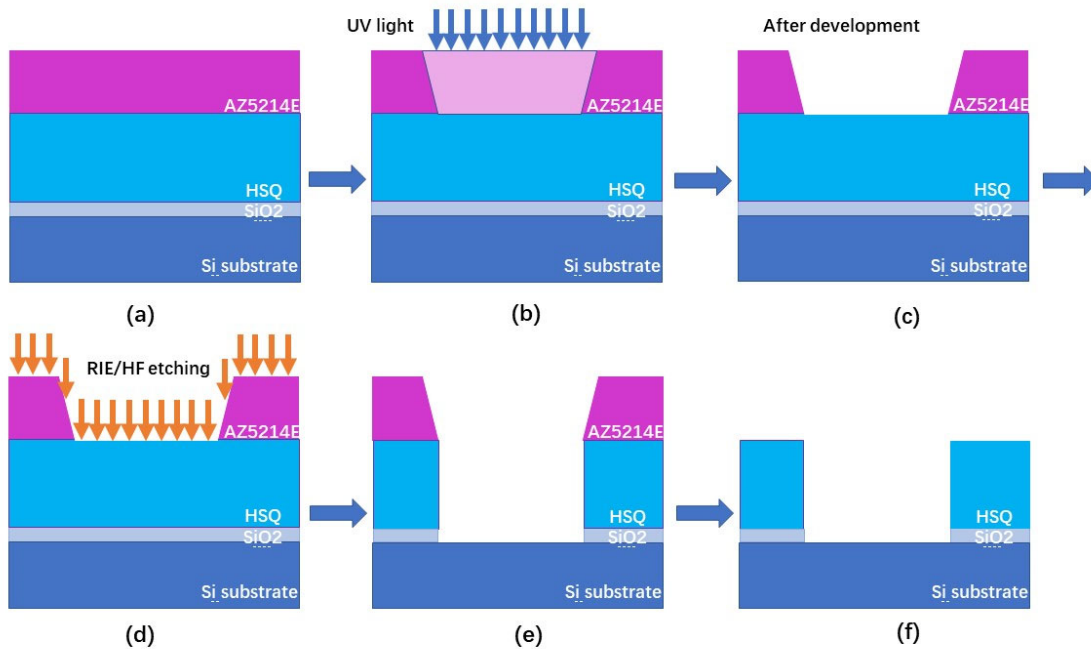 UV light
After development
AZ5214E
HSQ
SiO2
Si substrate
(a)
AZ5214E
HSQ
SiO2
Si substrate
(b)
AZ5214E
HSQ
SiO2
Si substrate
(c)
RIE/HF etching
AZ5214E
HSQ
SiO2
Si substrate
(d)
AZ5214E
HSQ
SiO2
Si substrate
(e)
HSQ
SiO2
Si substrate
(f)